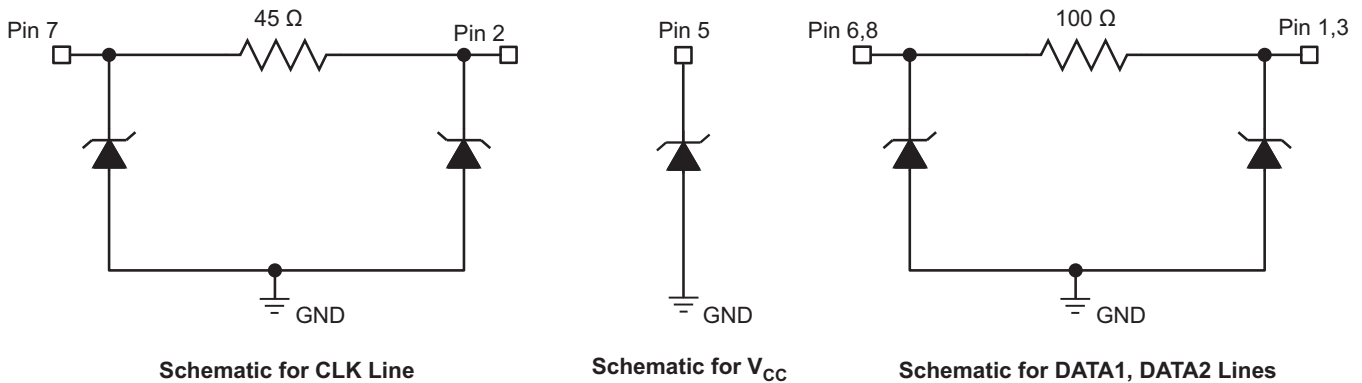 45 Ω
Pin 7
Pin 2
GND
Schematic for CLK Line
Pin 5
GND
Schematic for VCC
100 Ω
Pin 6,8
Pin 1,3
GND
Schematic for DATA1, DATA2 Lines